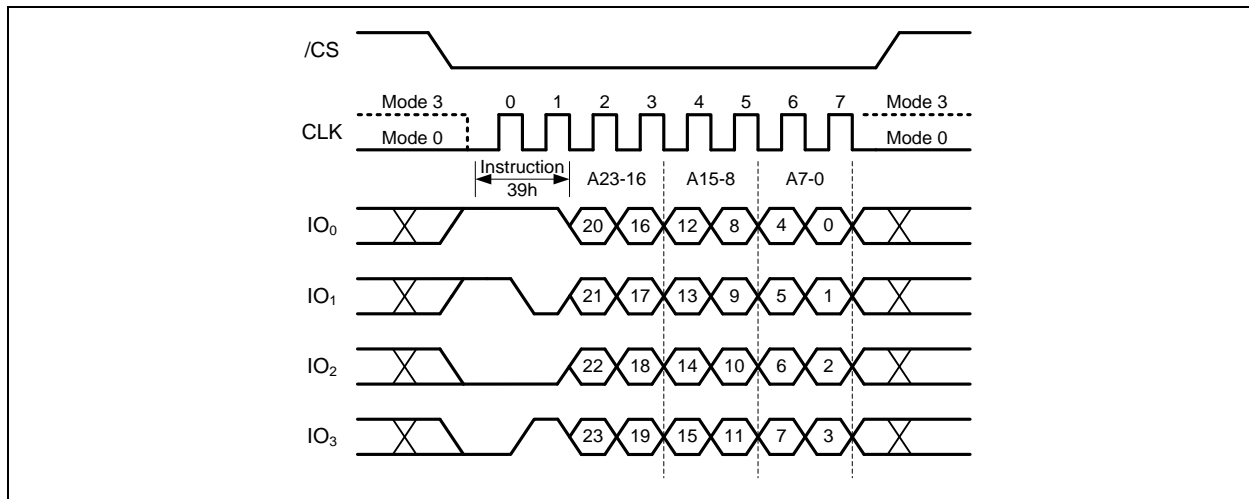 /CS
Mode 3 0 1 2 3 4 5 6 7 Mode 3
CLK Mode 0 Mode 0
Instruction A23-16 A15-8 A7-0
39h
IO0 20 16 12 8 4 0
IO1 21 17 13 9 5 1
IO2 22 18 14 10 6 2
IO3 23 19 15 11 7 3